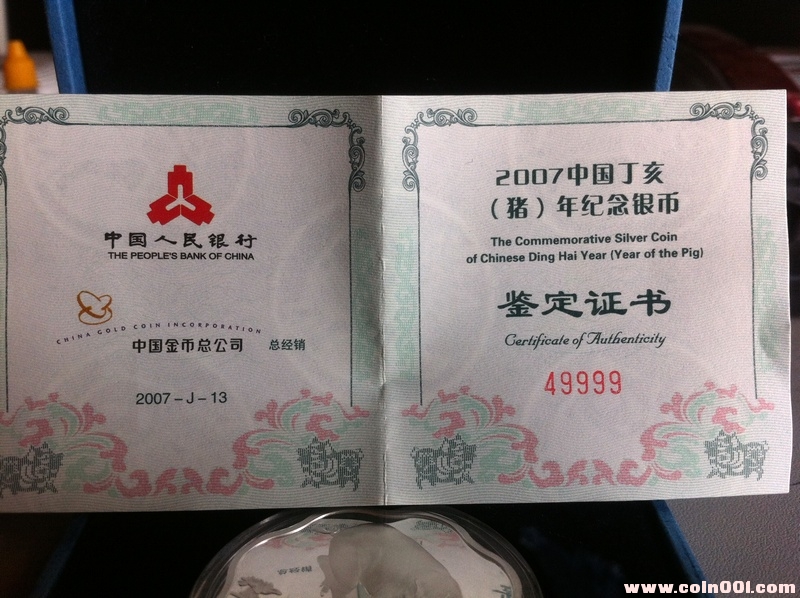 中国人民银行
THE PEOPLE'S BANK OF CHINA
CHINA GOLD COIN INCORPORATION
中国金币总公司 总经销
2007-J-13
2007中国丁亥
(猪)年纪念银币
The Commemorative Silver Coin
of Chinese Ding Hai Year (Year of the Pig)
鉴定证书
Certificate of Authenticity
49999
www.coin001.com